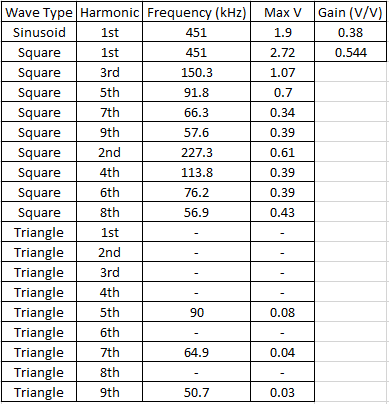 Wave Type Harmonic Frequency (kHz) Max V Gain (V/V)
Sinusoid 1st 451 1.9 0.38
Square 1st 451 2.72 0.544
Square 3rd 150.3 1.07
Square 5th 91.8 0.7
Square 7th 66.3 0.34
Square 9th 57.6 0.39
Square 2nd 227.3 0.61
Square 4th 113.8 0.39
Square 6th 76.2 0.39
Square 8th 56.9 0.43
Triangle 1st - -
Triangle 2nd - -
Triangle 3rd - -
Triangle 4th - -
Triangle 5th 90 0.08
Triangle 6th - -
Triangle 7th 64.9 0.04
Triangle 8th - -
Triangle 9th 50.7 0.03